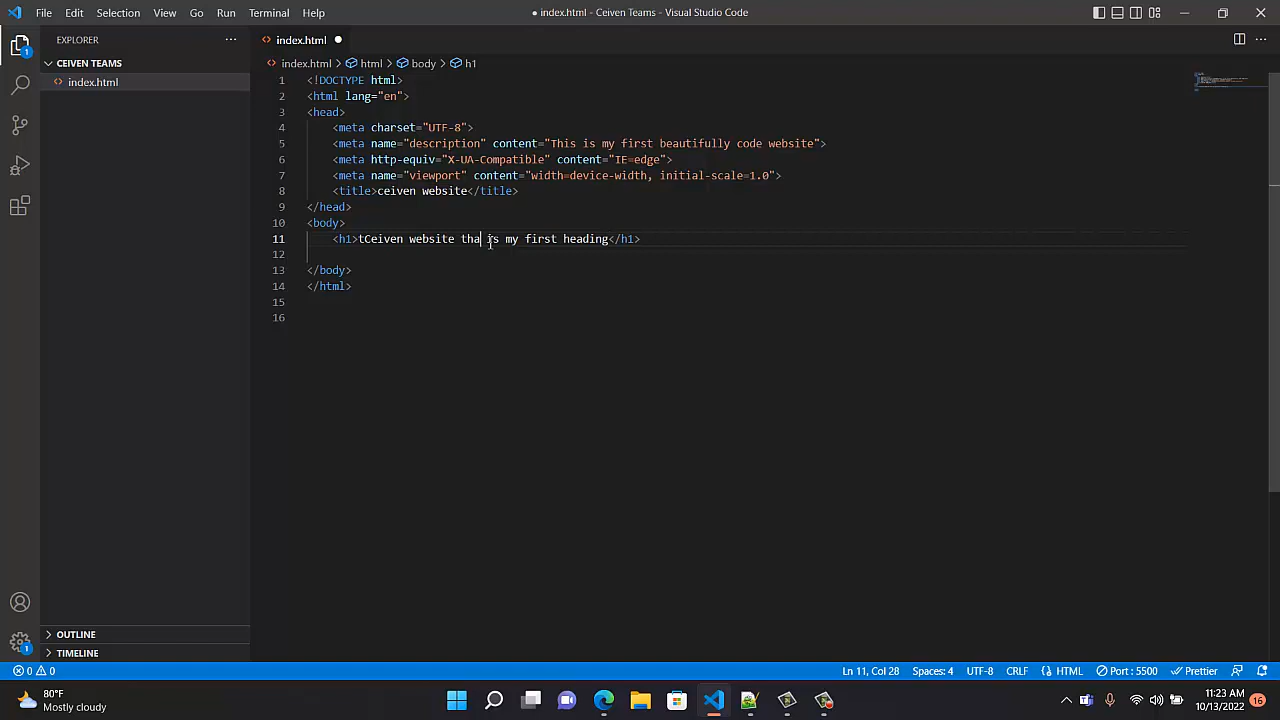 File Edit Selection View Go Run Terminal Help
● index.html - Ceiven Teams - Visual Studio Code
EXPLORER
CEIVEN TEAMS
index.html
index.html
index.html > html > body > h1
1 <!DOCTYPE html>
2 <html lang="en">
3 <head>
4 <meta charset="UTF-8">
5 <meta name="description" content="This is my first beautifully code website">
6 <meta http-equiv="X-UA-Compatible" content="IE=edge">
7 <meta name="viewport" content="width=device-width, initial-scale=1.0">
8 <title>ceiven website</title>
9 </head>
10 <body>
11 <h1>tCeiven website tha is my first heading</h1>
12
13 </body>
14 </html>
15
16
1
1
OUTLINE
TIMELINE
0 0
Ln 11, Col 28 Spaces: 4 UTF-8 CRLF HTML Port : 5500 Prettier
80°F
Mostly cloudy
11:23 AM
10/13/2022
16